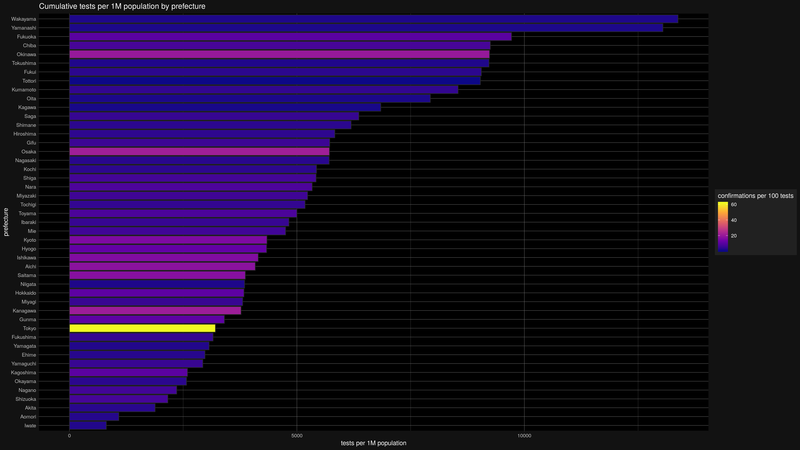 Cumulative tests per 1M population by prefecture
Wakayama
Yamanashi
Fukuoka
Chiba
Okinawa
Tokushima
Fukui
Tottori
Kumamoto
Oita
Kagawa
Saga
Shimane
Hiroshima
Gifu
Osaka
Nagasaki
Kochi
Shiga
Nara
Miyazaki
Tochigi
Toyama
Ibaraki
Mie
Kyoto
Hyogo
Ishikawa
Aichi
Saitama
Niigata
Hokkaido
Miyagi
Kanagawa
Gunma
Tokyo
Fukushima
Yamagata
Ehime
Yamaguchi
Kagoshima
Okayama
Nagano
Shizuoka
Akita
Aomori
Iwate
prefecture
0 5000 10000
tests per 1M population
confirmations per 100 tests
60
40
20